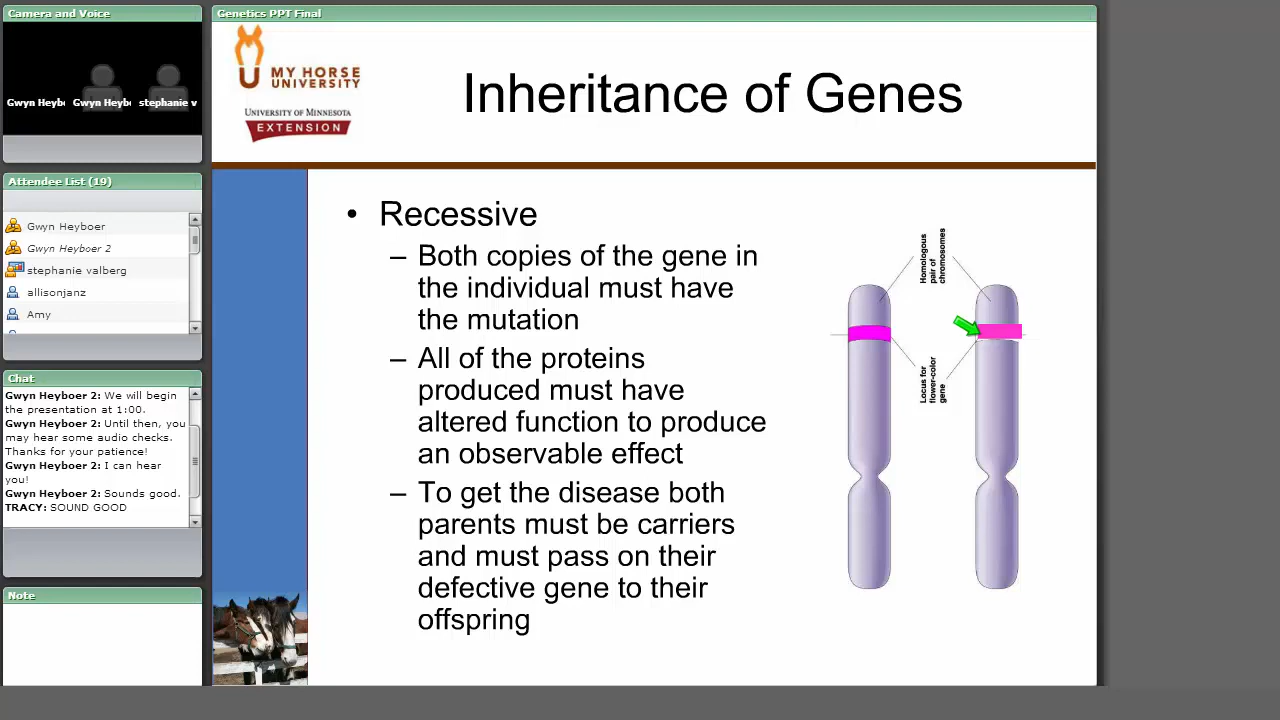 Camera and Voice
Gwyn Heyb
Gwyn Heyb
stephanie v
Attendee List (19)
Gwyn Heyboer
Gwyn Heyboer 2
stephanie valberg
allisonjanz
Amy
Chat
Gwyn Heyboer 2: We will begin
the presentation at 1:00.
Gwyn Heyboer 2: Until then, you
may hear some audio checks.
Thanks for your patience!
Gwyn Heyboer 2: I can hear
you!
Gwyn Heyboer 2: Sounds good.
TRACY: SOUND GOOD
Note
Genetics PPT Final
MY HORSE
UNIVERSITY
UNIVERSITY OF MINNESOTA
EXTENSION
Inheritance of Genes
• Recessive
– Both copies of the gene in
the individual must have
the mutation
– All of the proteins
produced must have
altered function to produce
an observable effect
– To get the disease both
parents must be carriers
and must pass on their
defective gene to their
offspring
Homologous
pair of
chromosomes
Locus for
flower-color
gene